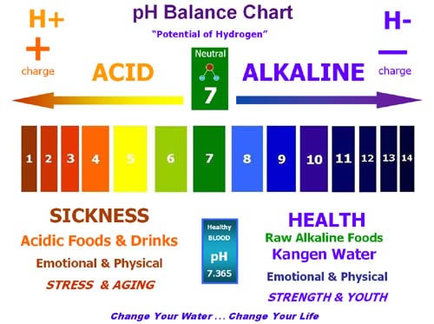 pH Balance Chart
"Potential of Hydrogen"
H+
+
charge
ACID
Neutral
7
ALKALINE
H-
–
charge
1 2 3 4 5 6 7 8 9 10 11 12 13 14
SICKNESS
Acidic Foods & Drinks
Emotional & Physical
STRESS & AGING
Healthy
BLOOD
pH
7.365
HEALTH
Raw Alkaline Foods
Kangen Water
Emotional & Physical
STRENGTH & YOUTH
Change Your Water ... Change Your Life